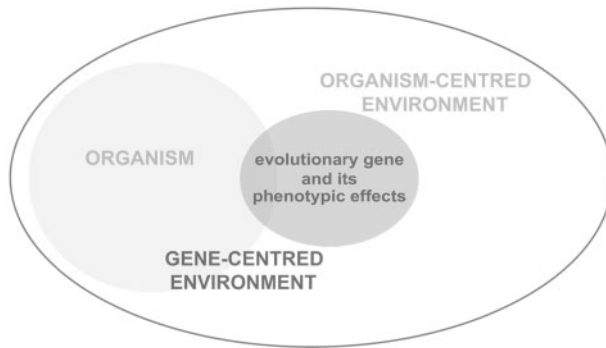 ORGANISM-CENTRED
ENVIRONMENT
ORGANISM
evolutionary gene
and its
phenotypic effects
GENE-CENTRED
ENVIRONMENT